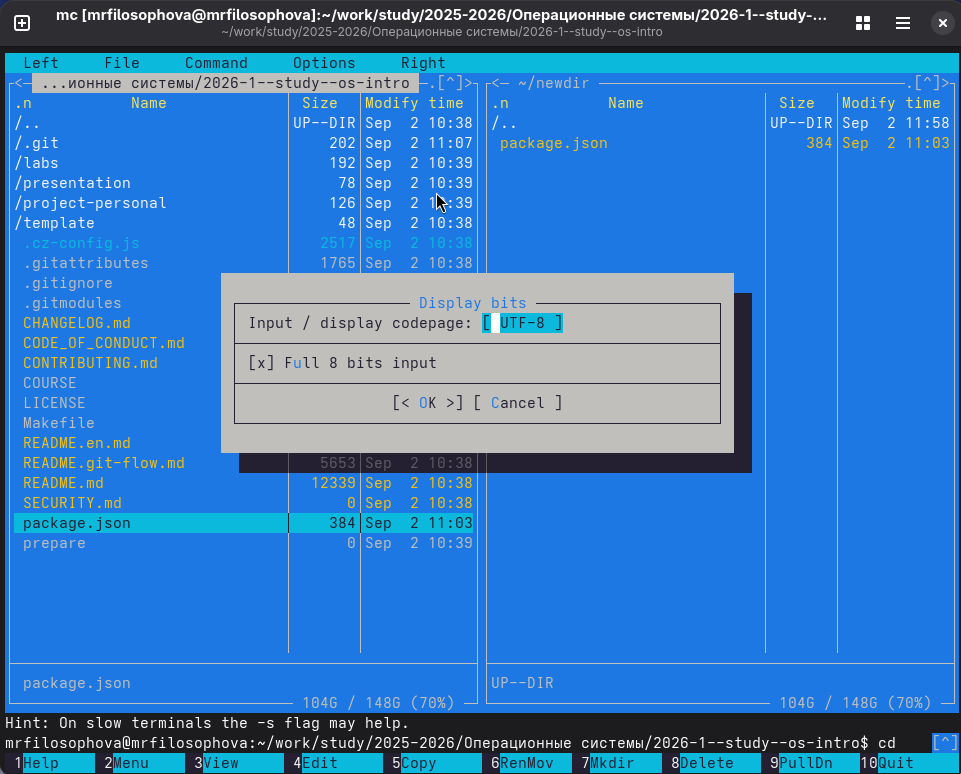 mc [mrfilosophova@mrfilosophova]:~/work/study/2025-2026/Операционные системы/2026-1--study-...
~/work/study/2025-2026/Операционные системы/2026-1--study--os-intro
Left File Command Options Right
<— ...ионные системы/2026-1--study--os-intro —.[^]> <— ~/newdir .[^]>
.n Name Size Modify time .n Name Size Modify time
/.. UP--DIR Sep 2 10:38 /.. UP--DIR Sep 2 11:58
/.git 202 Sep 2 11:07 package.json 384 Sep 2 11:03
/labs 192 Sep 2 10:39
/presentation 78 Sep 2 10:39
/project-personal 126 Sep 2 10:39
/template 48 Sep 2 10:38
.cz-config.js 2517 Sep 2 10:38
.gitattributes 1765 Sep 2 10:38
.gitignore
.gitmodules Display bits
CHANGELOG.md Input / display codepage: [ UTF-8 ]
CODE_OF_CONDUCT.md
CONTRIBUTING.md [x] Full 8 bits input
COURSE
LICENSE [< OK >] [ Cancel ]
Makefile
README.en.md
README.git-flow.md 5653 Sep 2 10:38
README.md 12339 Sep 2 10:38
SECURITY.md 0 Sep 2 10:38
package.json 384 Sep 2 11:03
prepare 0 Sep 2 10:39
package.json UP--DIR
104G / 148G (70%) 104G / 148G (70%)
Hint: On slow terminals the -s flag may help.
mrfilosophova@mrfilosophova:~/work/study/2025-2026/Операционные системы/2026-1--study--os-intro$ cd [^]
1Help 2Menu 3View 4Edit 5Copy 6RenMov 7Mkdir 8Delete 9PullDn 10Quit